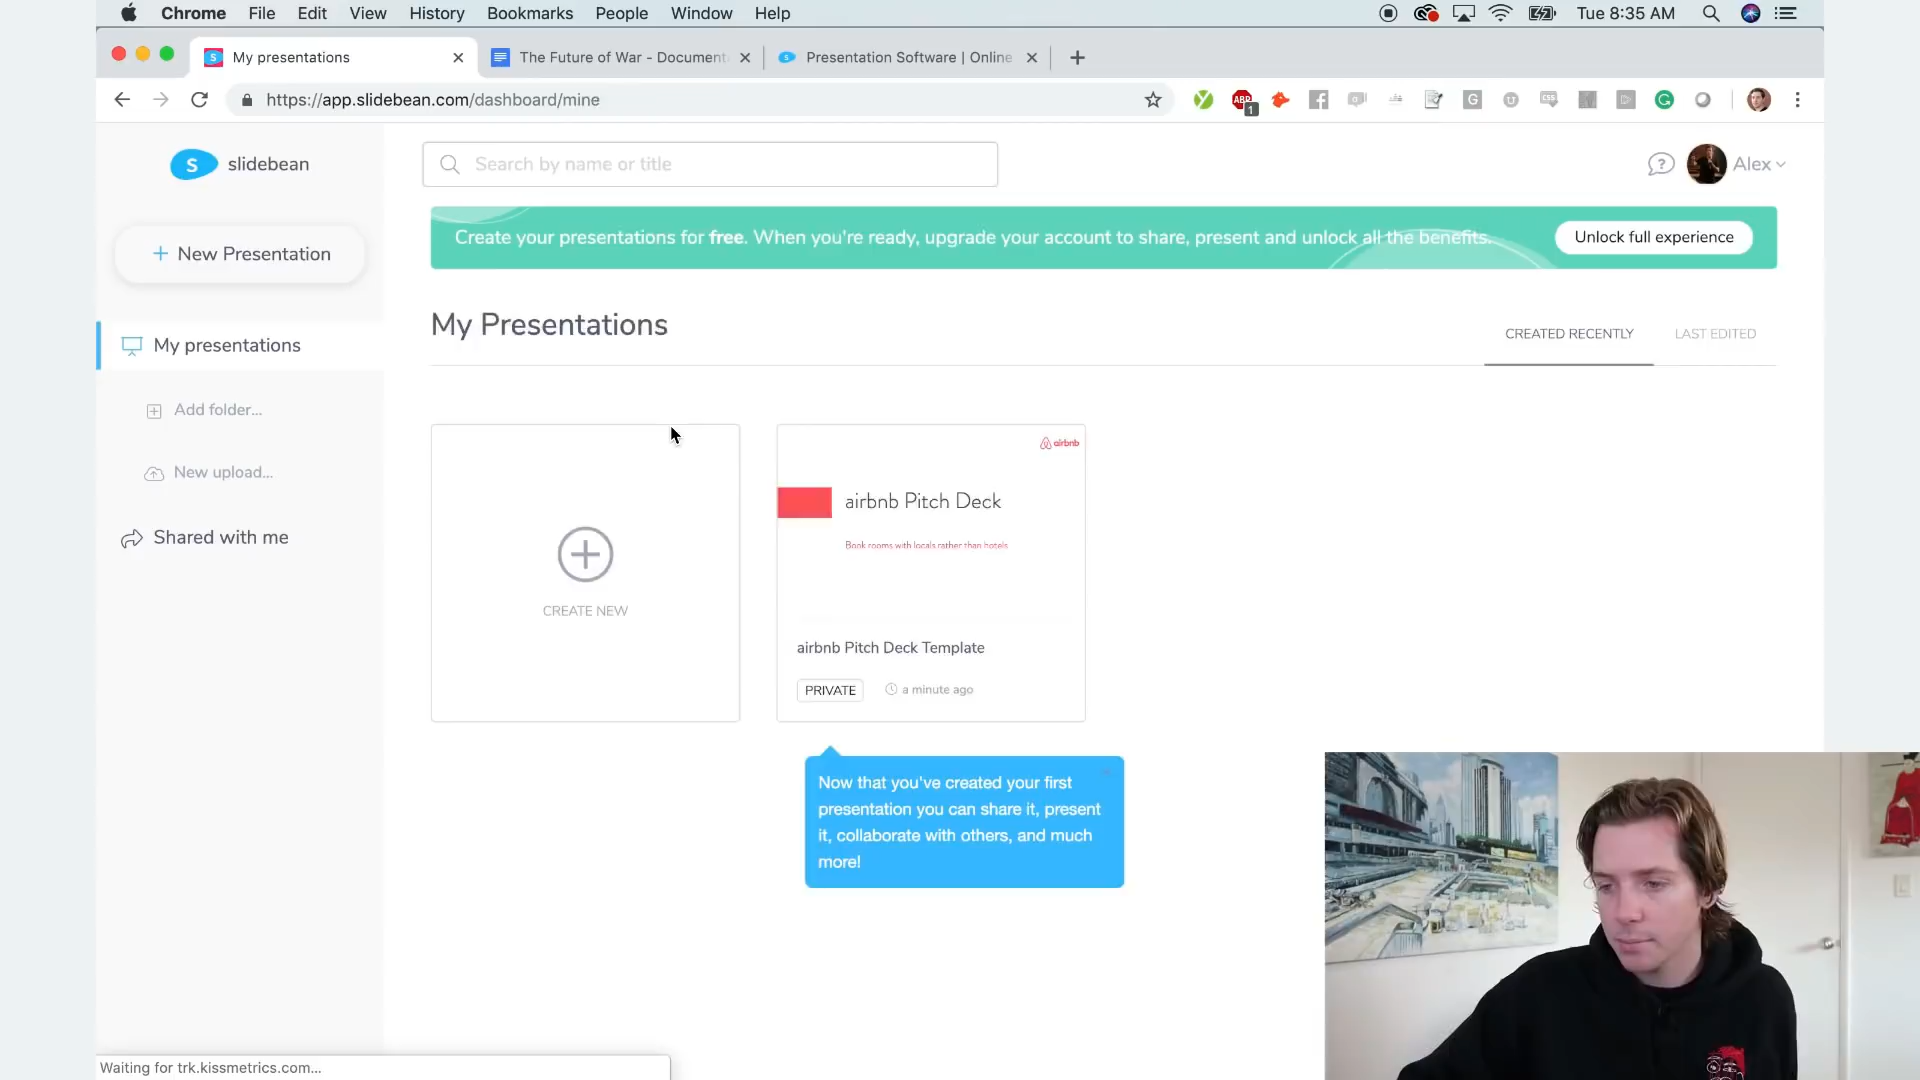 Chrome File Edit View History Bookmarks People Window Help Tue 8:35 AM
My presentations The Future of War - Document Presentation Software | Online
https://app.slidebean.com/dashboard/mine
ABP 1
S slidebean
Search by name or title
Alex
Create your presentations for free. When you're ready, upgrade your account to share, present and unlock all the benefits. Unlock full experience
+ New Presentation
My Presentations
CREATED RECENTLY LAST EDITED
My presentations
Add folder...
New upload...
Shared with me
CREATE NEW
airbnb
airbnb Pitch Deck
Book rooms with locals rather than hotels
airbnb Pitch Deck Template
PRIVATE a minute ago
Now that you've created your first
presentation you can share it, present
it, collaborate with others, and much
more!
Waiting for trk.kissmetrics.com...